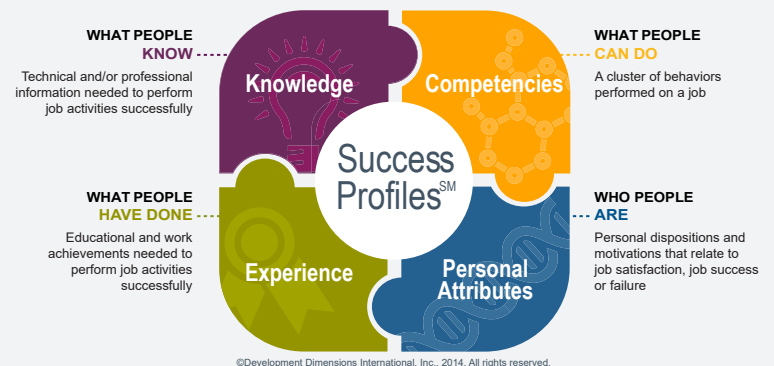 WHAT PEOPLE
KNOW
Technical and/or professional
information needed to perform
job activities successfully
Knowledge
Competencies
WHAT PEOPLE
CAN DO
A cluster of behaviors
performed on a job
Success
Profiles℠
WHAT PEOPLE
HAVE DONE
Educational and work
achievements needed to
perform job activities
successfully
Experience
Personal
Attributes
WHO PEOPLE
ARE
Personal dispositions and
motivations that relate to
job satisfaction, job success
or failure
©Development Dimensions International, Inc., 2014. All rights reserved.